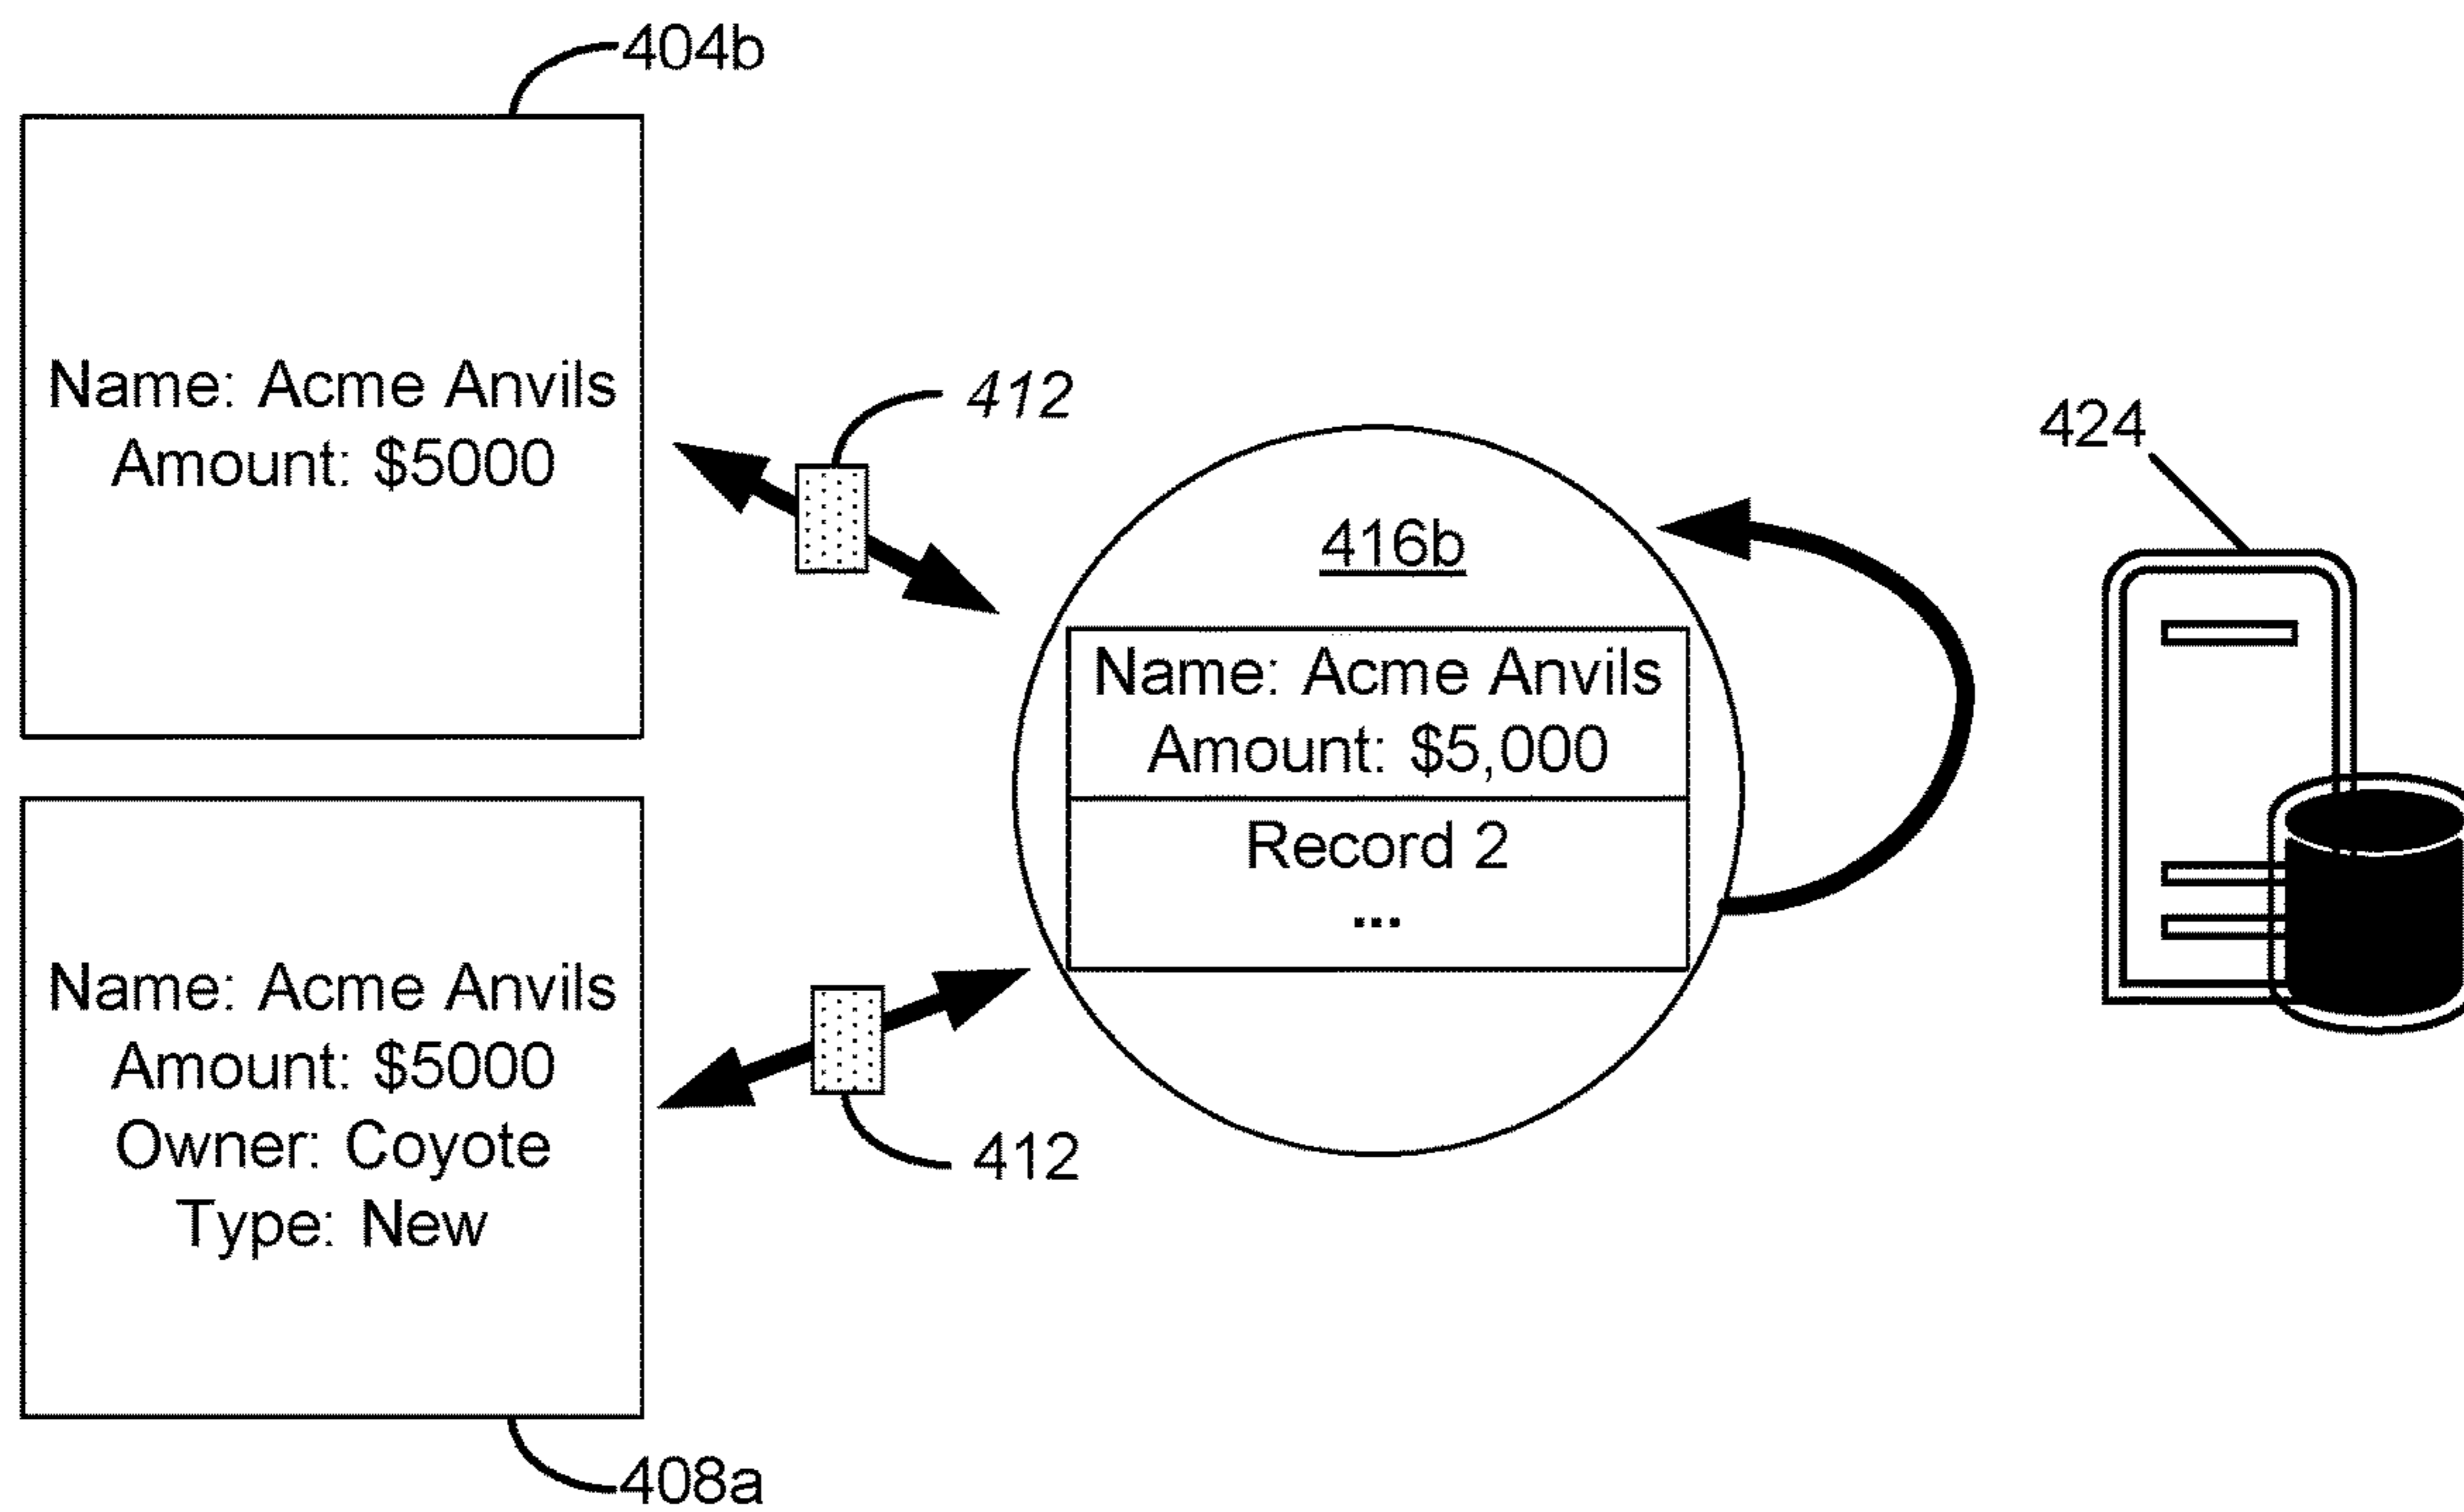 404b
Name: Acme Anvils
Amount: $5000
412
416b
Name: Acme Anvils
Amount: $5,000
Record 2
...
424
Name: Acme Anvils
Amount: $5000
Owner: Coyote
Type: New
412
408a